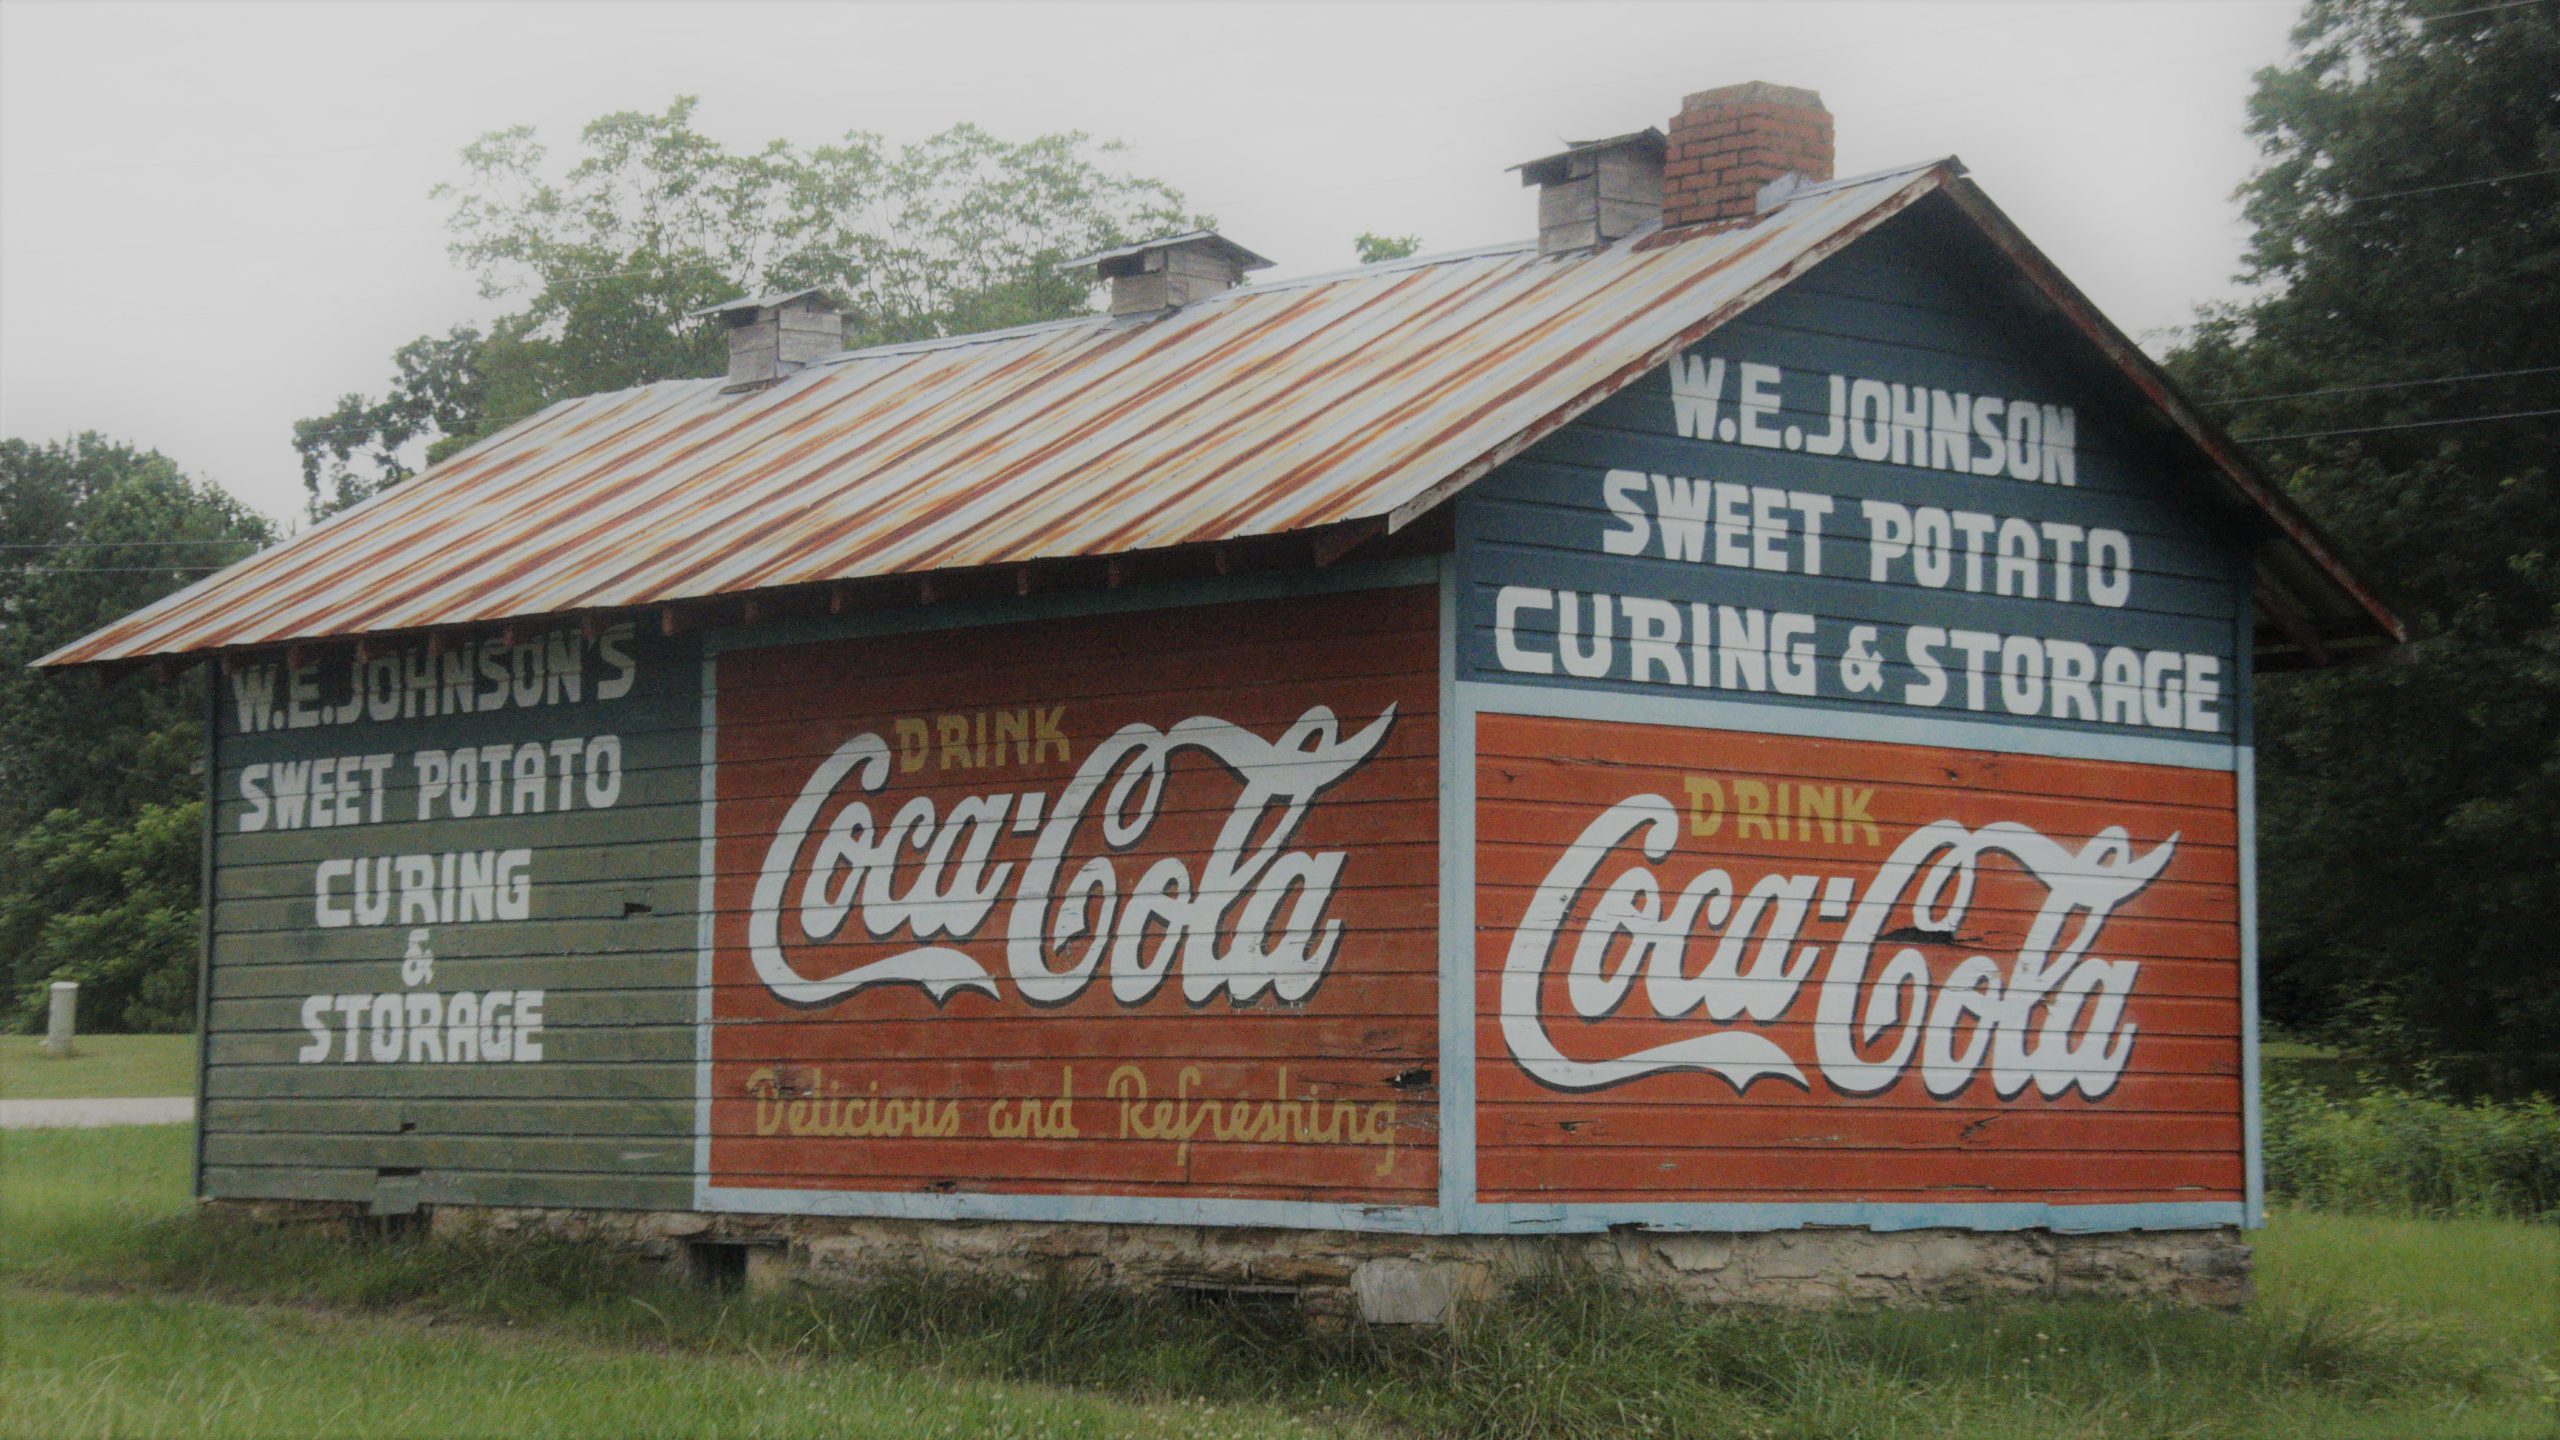 W.E. JOHNSON'S
SWEET POTATO
CURING
&
STORAGE
DRINK
Coca-Cola
Delicious and Refreshing
W.E. JOHNSON
SWEET POTATO
CURING & STORAGE
DRINK
Coca-Cola